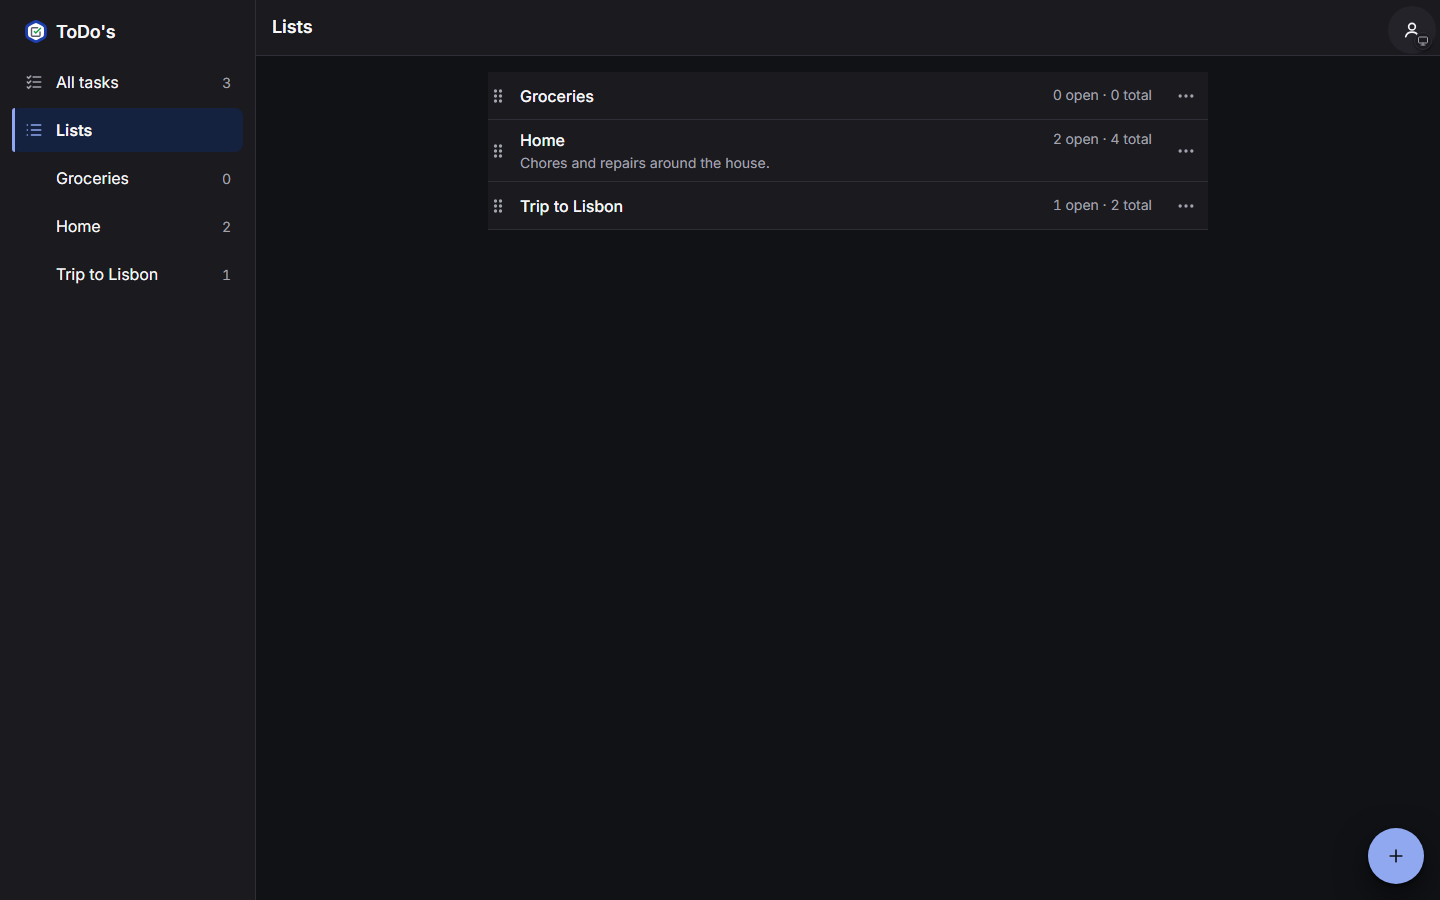 ToDo's
All tasks 3
Lists
Groceries 0
Home 2
Trip to Lisbon 1
Lists
Groceries 0 open · 0 total
Home 2 open · 4 total
Chores and repairs around the house.
Trip to Lisbon 1 open · 2 total